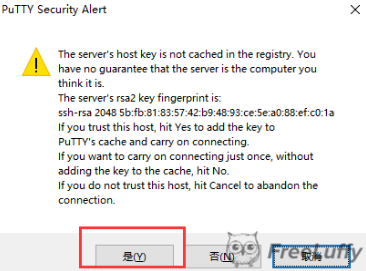 PuTTY Security Alert
The server's host key is not cached in the registry. You
have no guarantee that the server is the computer you
think it is.
The server's rsa2 key fingerprint is:
ssh-rsa 2048 5b:fb:81:83:57:42:b9:48:93:ce:5e:a0:88:ef:c0:1a
If you trust this host, hit Yes to add the key to
PuTTY's cache and carry on connecting.
If you want to carry on connecting just once, without
adding the key to the cache, hit No.
If you do not trust this host, hit Cancel to abandon the
connection.
是(Y) 否(N) 取消
FreeLuffy